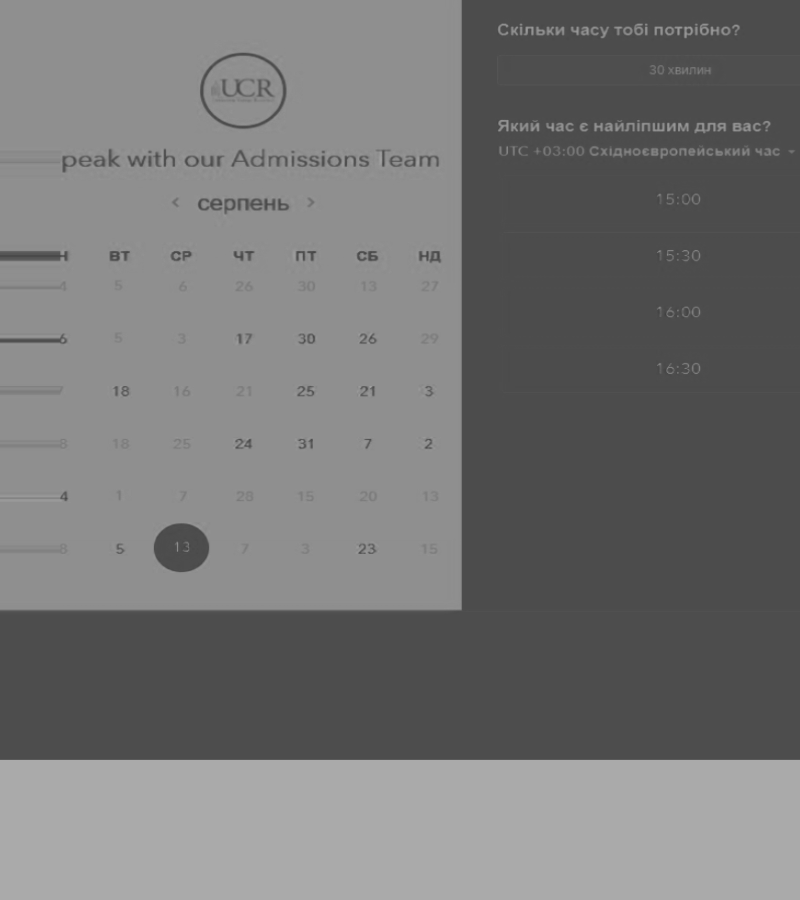 UCR
peak with our Admissions Team
< серпень >
Н ВТ СР ЧТ ПТ СБ НД
4 5 6 26 30 13 27
6 5 3 17 30 26 29
7 18 16 21 25 21 3
8 18 25 24 31 7 2
4 1 7 28 15 20 13
8 5 13 7 3 23 15
Скільки часу тобі потрібно?
30 хвилин
Який час є найліпшим для вас?
UTC +03:00 Східноєвропейський час
15:00
15:30
16:00
16:30